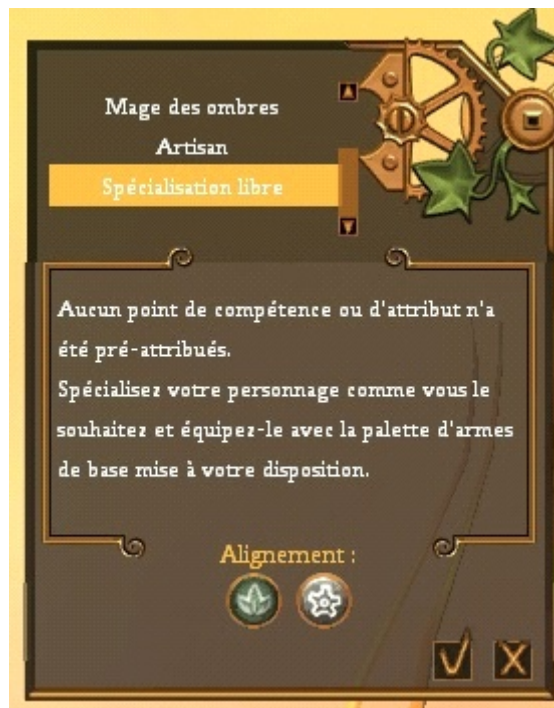 Mage des ombres
Artisan
Spécialisation libre
Aucun point de compétence ou d'attribut n'a
été pré-attribués.
Spécialisez votre personnage comme vous le
souhaitez et équipez-le avec la palette d'armes
de base mise à votre disposition.
Alignement :